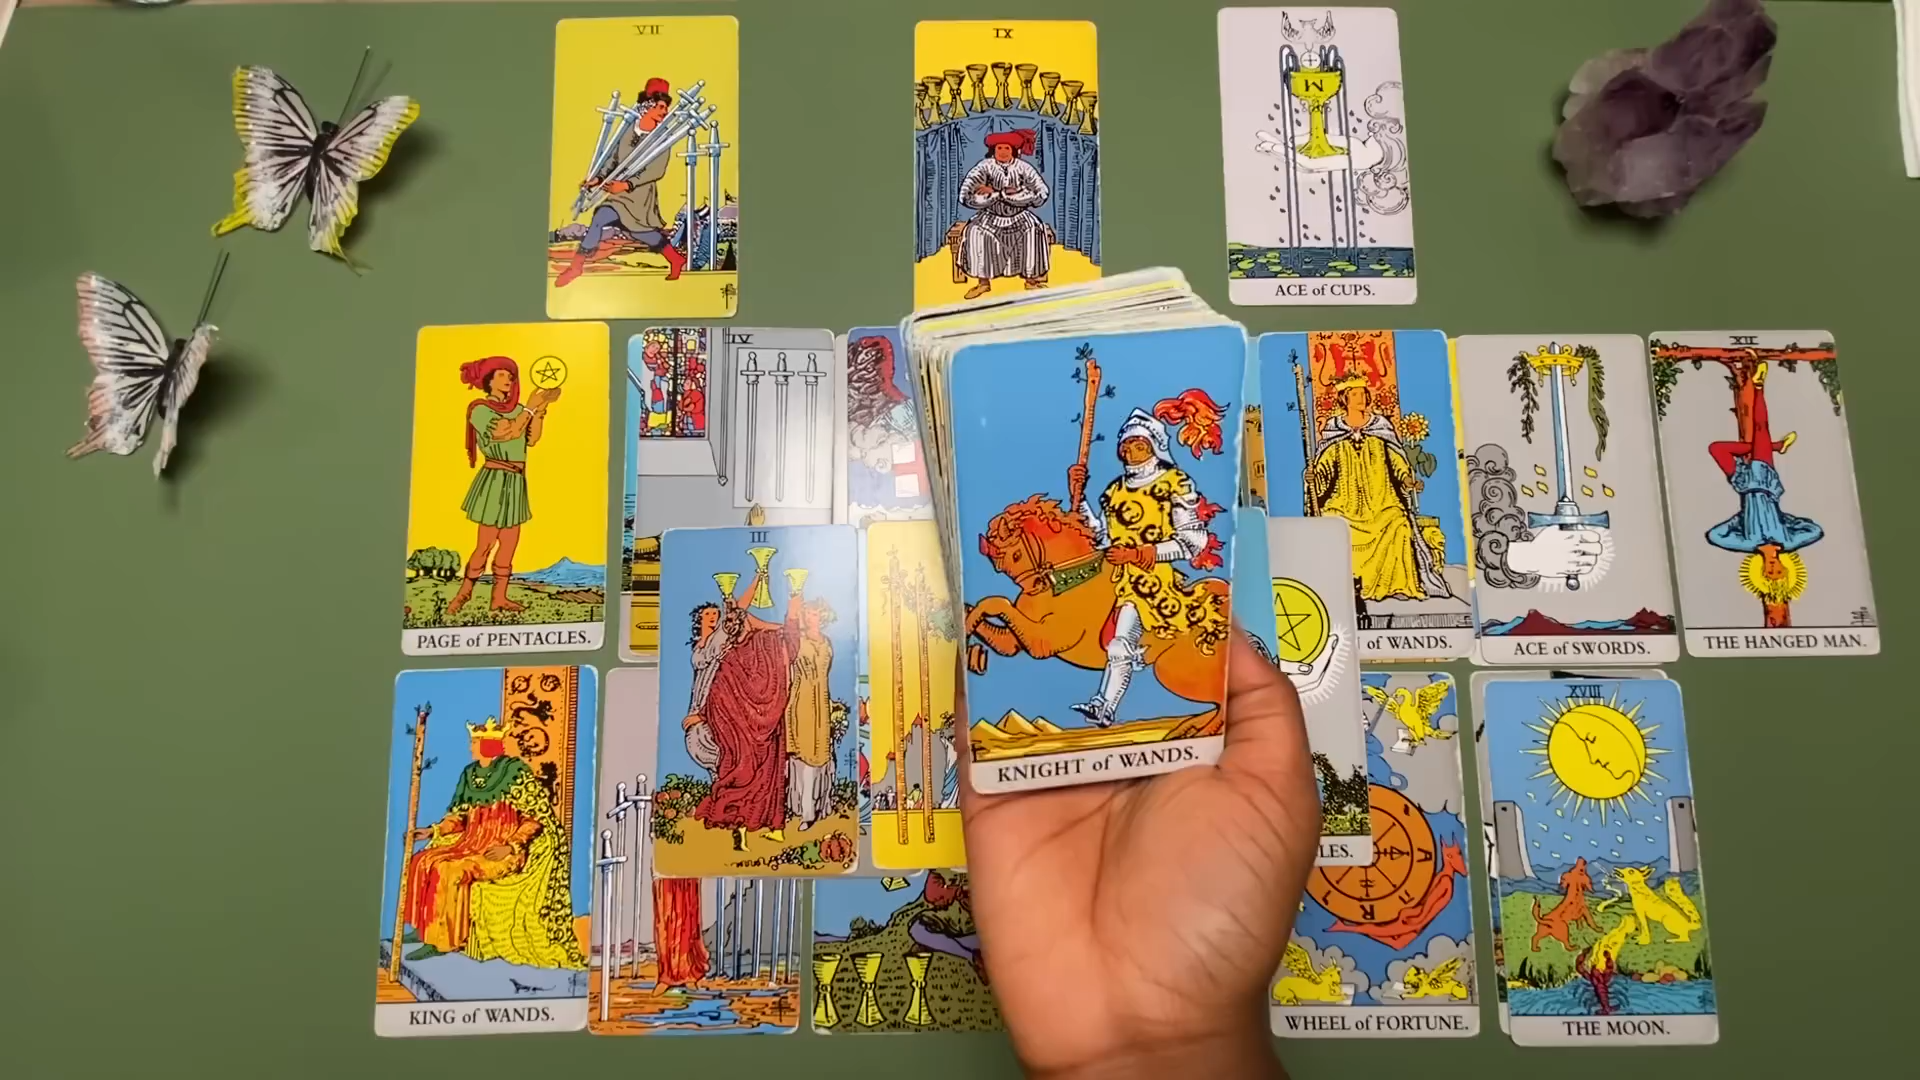 VII
IX
ACE of CUPS.
PAGE of PENTACLES.
IV
III
KNIGHT of WANDS.
of WANDS.
ACE of SWORDS.
XII
THE HANGED MAN.
KING of WANDS.
LES.
WHEEL of FORTUNE.
XVIII
THE MOON.